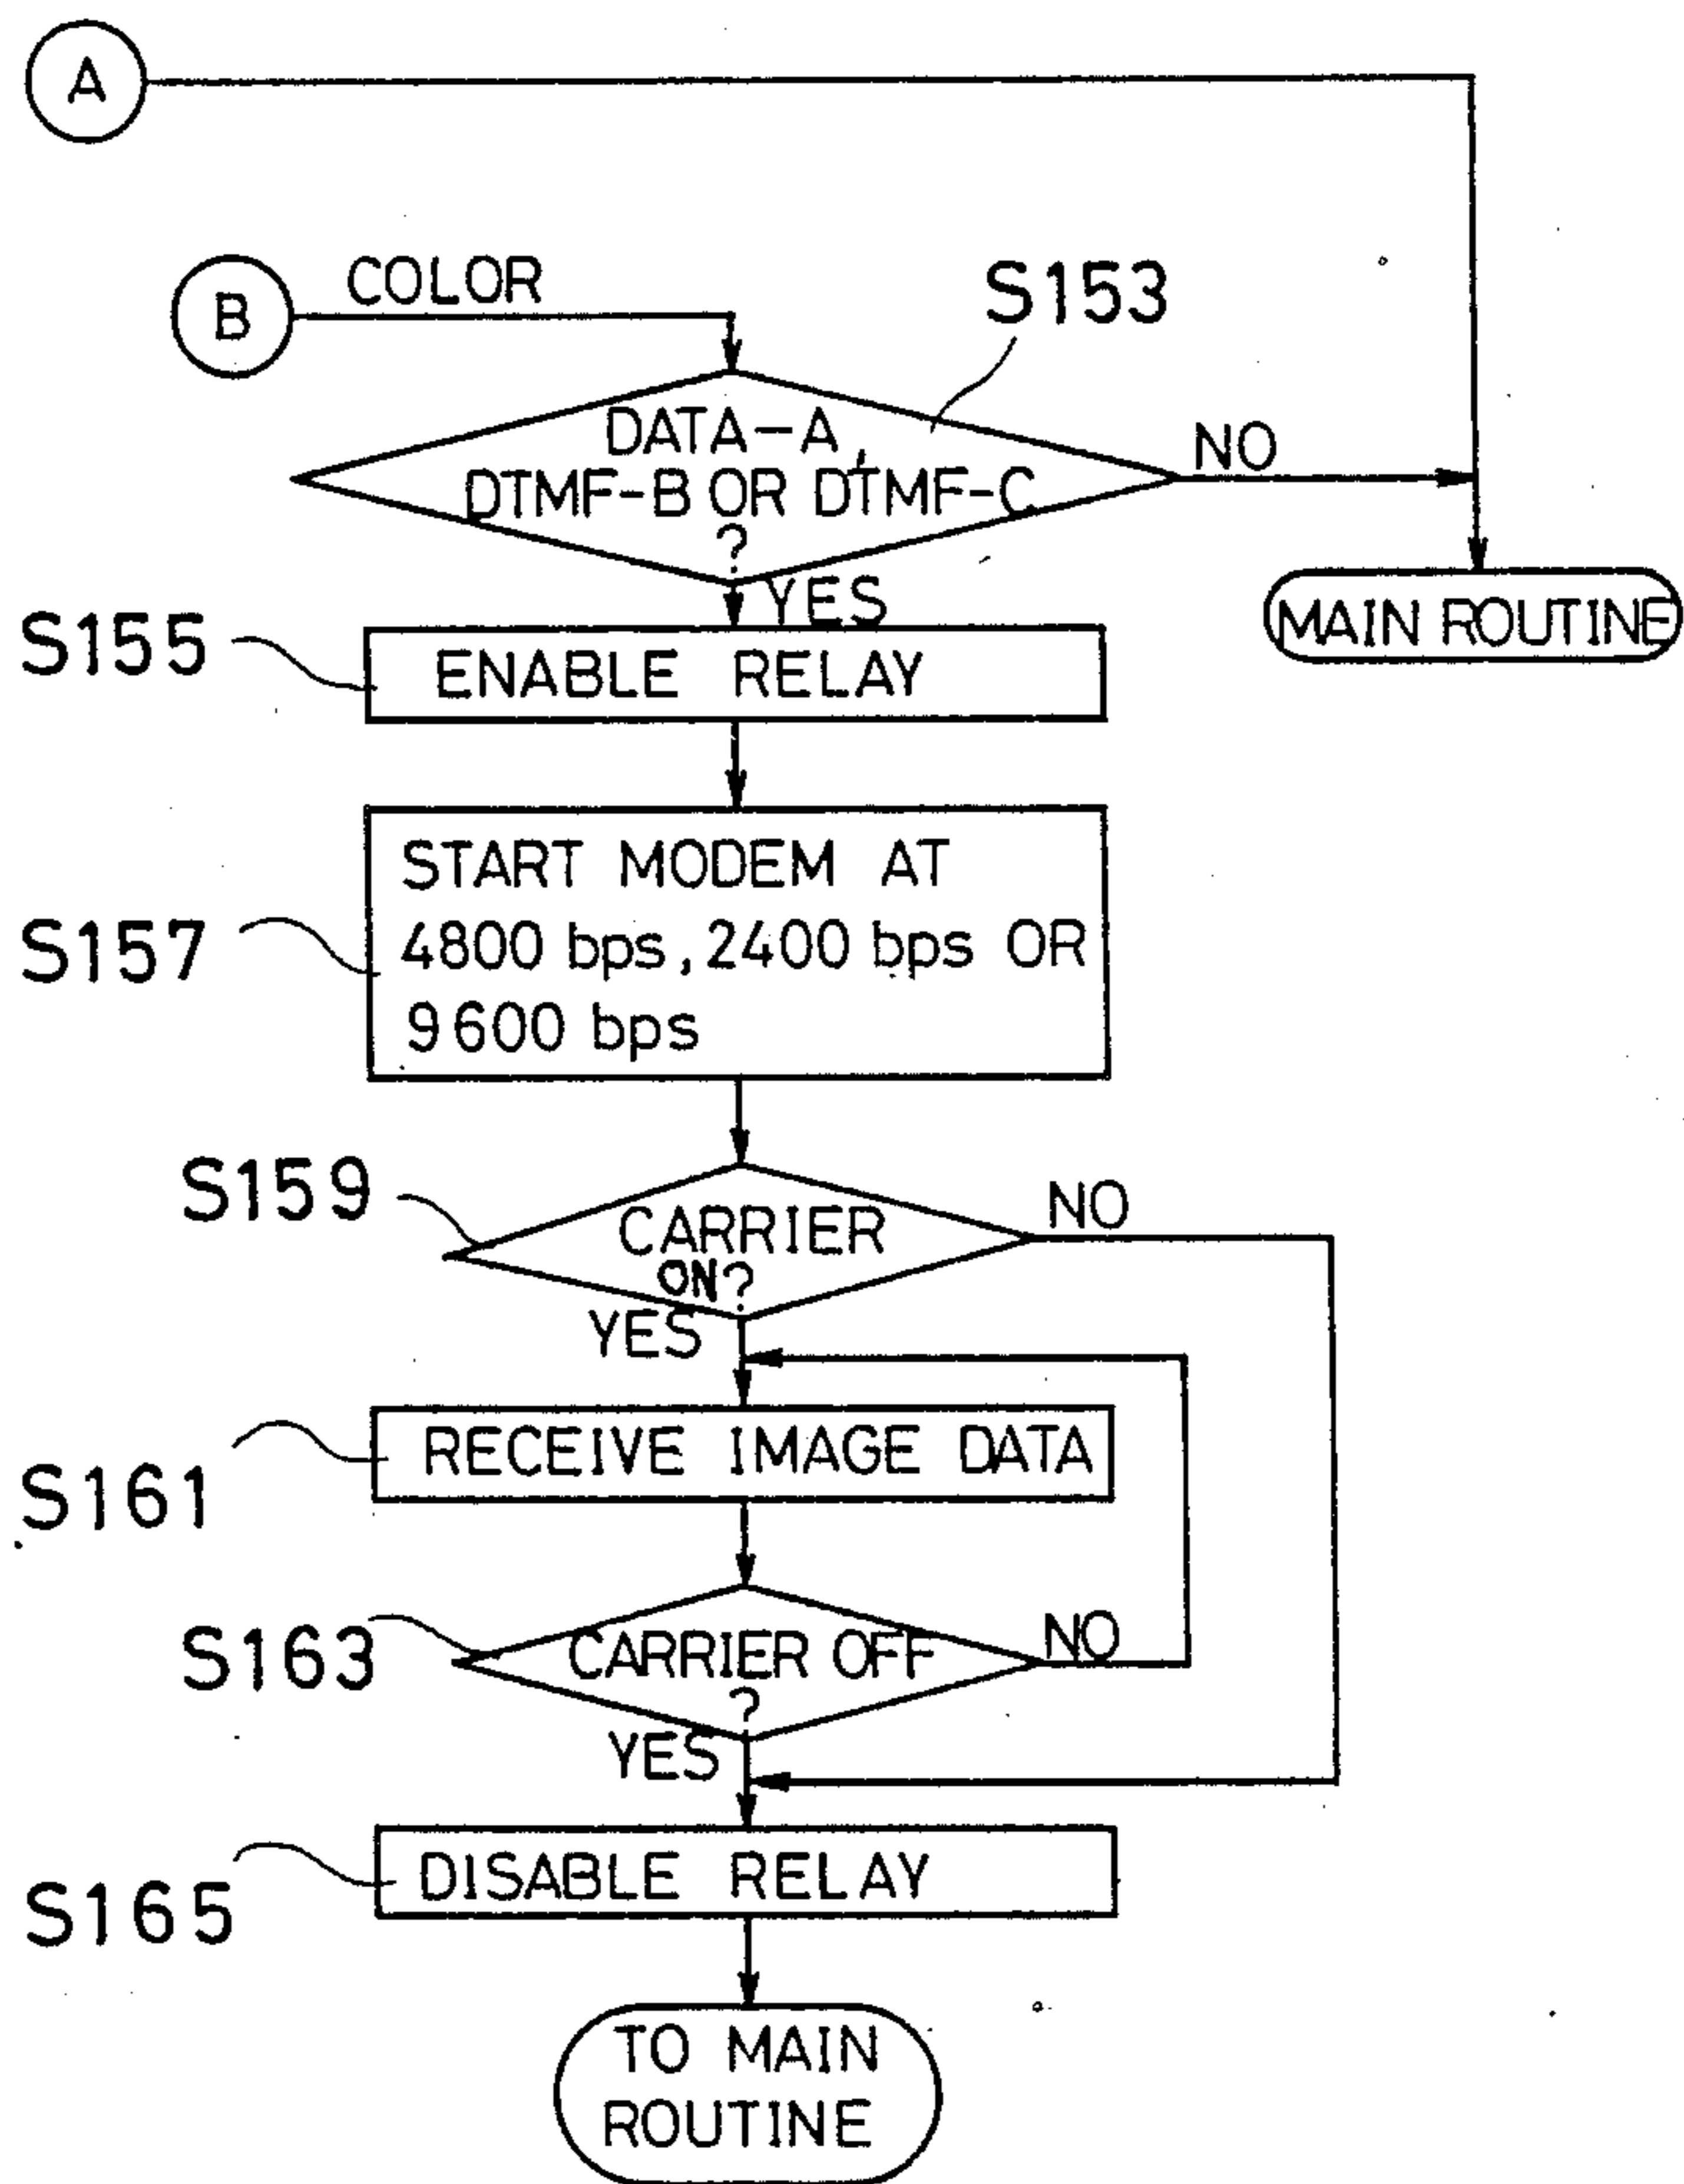 A
B
COLOR
S153
DATA-A,
DTMF-B OR DTMF-C
?
NO
YES
MAIN ROUTINE
S155
ENABLE RELAY
S157
START MODEM AT
4800 bps, 2400 bps OR
9600 bps
S159
CARRIER
ON?
NO
YES
S161
RECEIVE IMAGE DATA
S163
CARRIER OFF
?
NO
YES
S165
DISABLE RELAY
TO MAIN
ROUTINE